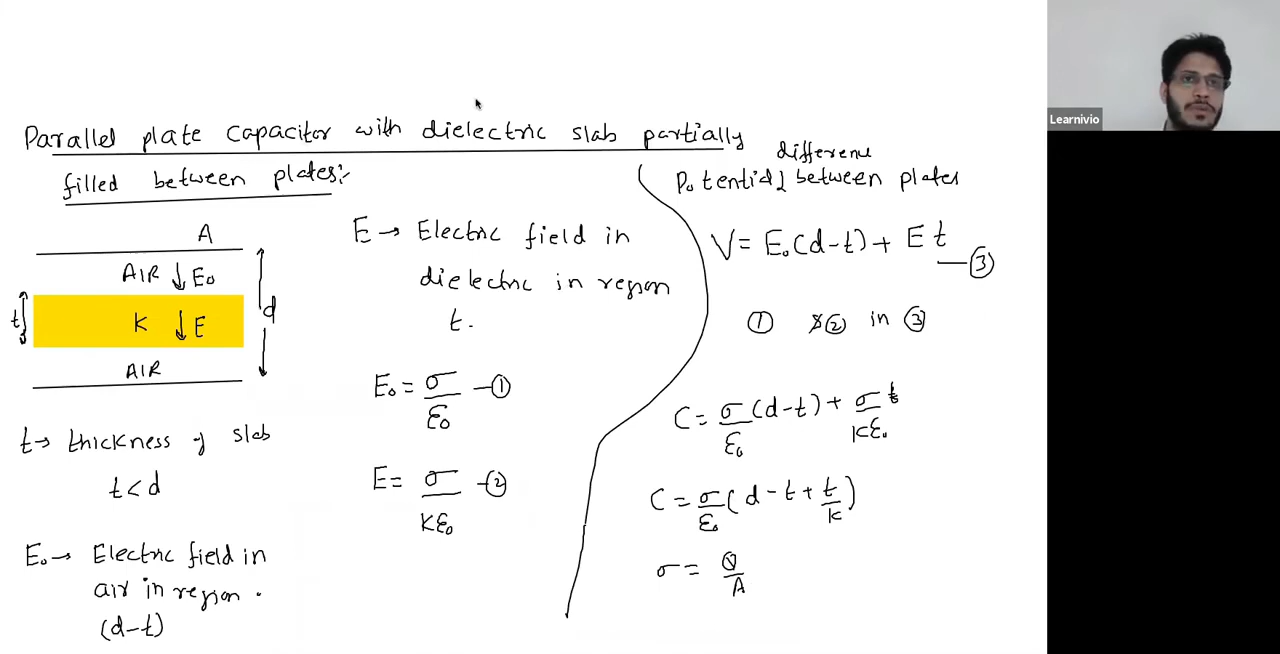 Parallel plate capacitor with dielectric slab partially
filled between plates:-
A
AIR ↓ E₀
t
K ↓ E
d
AIR
t → thickness of slab
t < d
E₀ → Electric field in
air in region .
(d-t)
E → Electric field in
dielectric in region
t.
E₀ = σ/ε₀ —①
E = σ/Kε₀ —②
difference
Potential between plates
V = E₀(d-t) + E t —③
① & ② in ③
C = σ/ε₀ (d-t) + σ/Kε₀ t
C = σ/ε₀ (d - t + t/K)
σ = Q/A
Learnivio